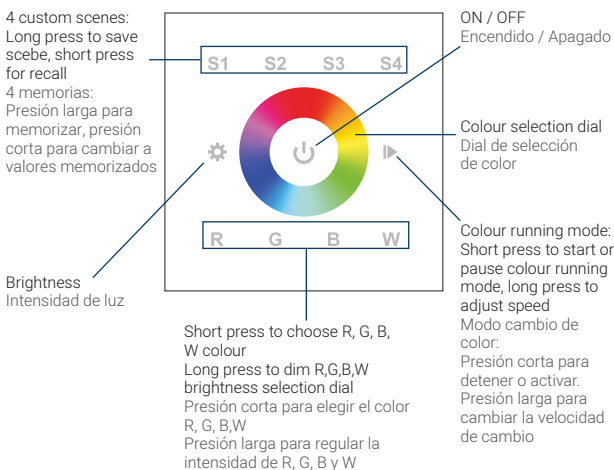 4 custom scenes:
Long press to save
scebe, short press
for recall
4 memorias:
Presión larga para
memorizar, presión
corta para cambiar a
valores memorizados
S1 S2 S3 S4
ON / OFF
Encendido / Apagado
Colour selection dial
Dial de selección
de color
R G B W
Brightness
Intensidad de luz
Colour running mode:
Short press to start or
pause colour running
mode, long press to
adjust speed
Modo cambio de
color:
Presión corta para
detener o activar.
Presión larga para
cambiar la velocidad
de cambio
Short press to choose R, G, B,
W colour
Long press to dim R,G,B,W
brightness selection dial
Presión corta para elegir el color
R, G, B,W
Presión larga para regular la
intensidad de R, G, B y W